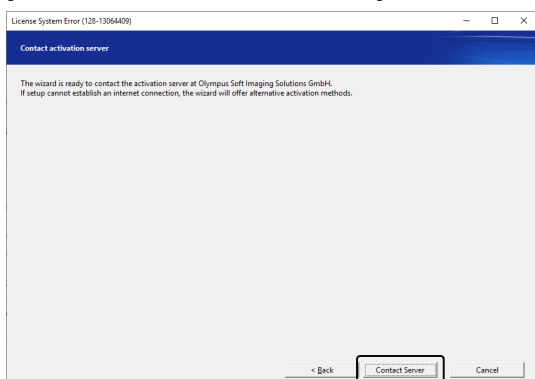 License System Error (128-13064409)
Contact activation server
The wizard is ready to contact the activation server at Olympus Soft Imaging Solutions GmbH.
If setup cannot establish an internet connection, the wizard will offer alternative activation methods.
< Back Contact Server Cancel